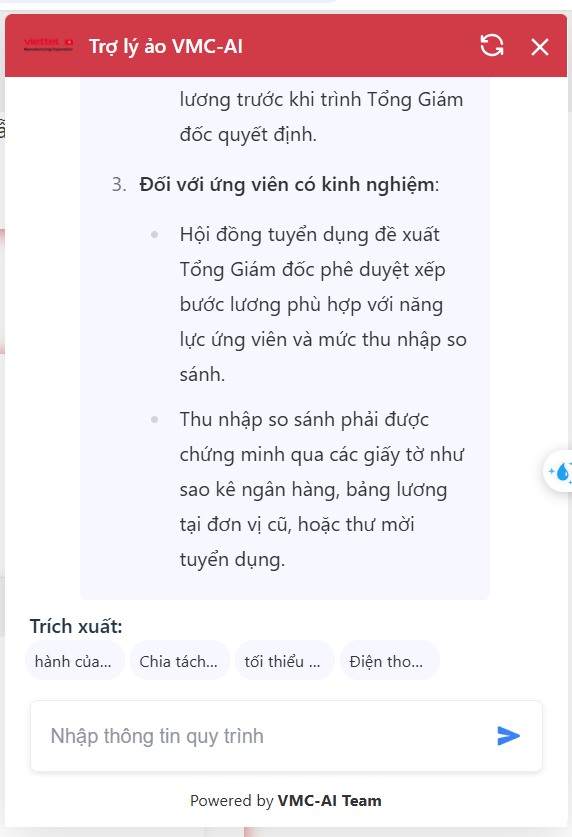 viettel
Trợ lý ảo VMC-AI
lương trước khi trình Tổng Giám
đốc quyết định.
3. Đối với ứng viên có kinh nghiệm:
Hội đồng tuyển dụng đề xuất
Tổng Giám đốc phê duyệt xếp
bước lương phù hợp với năng
lực ứng viên và mức thu nhập so
sánh.
Thu nhập so sánh phải được
chứng minh qua các giấy tờ như
sao kê ngân hàng, bảng lương
tại đơn vị cũ, hoặc thư mời
tuyển dụng.
Trích xuất:
hành của... Chia tách... tối thiểu ... Điện tho...
Nhập thông tin quy trình
Powered by VMC-AI Team